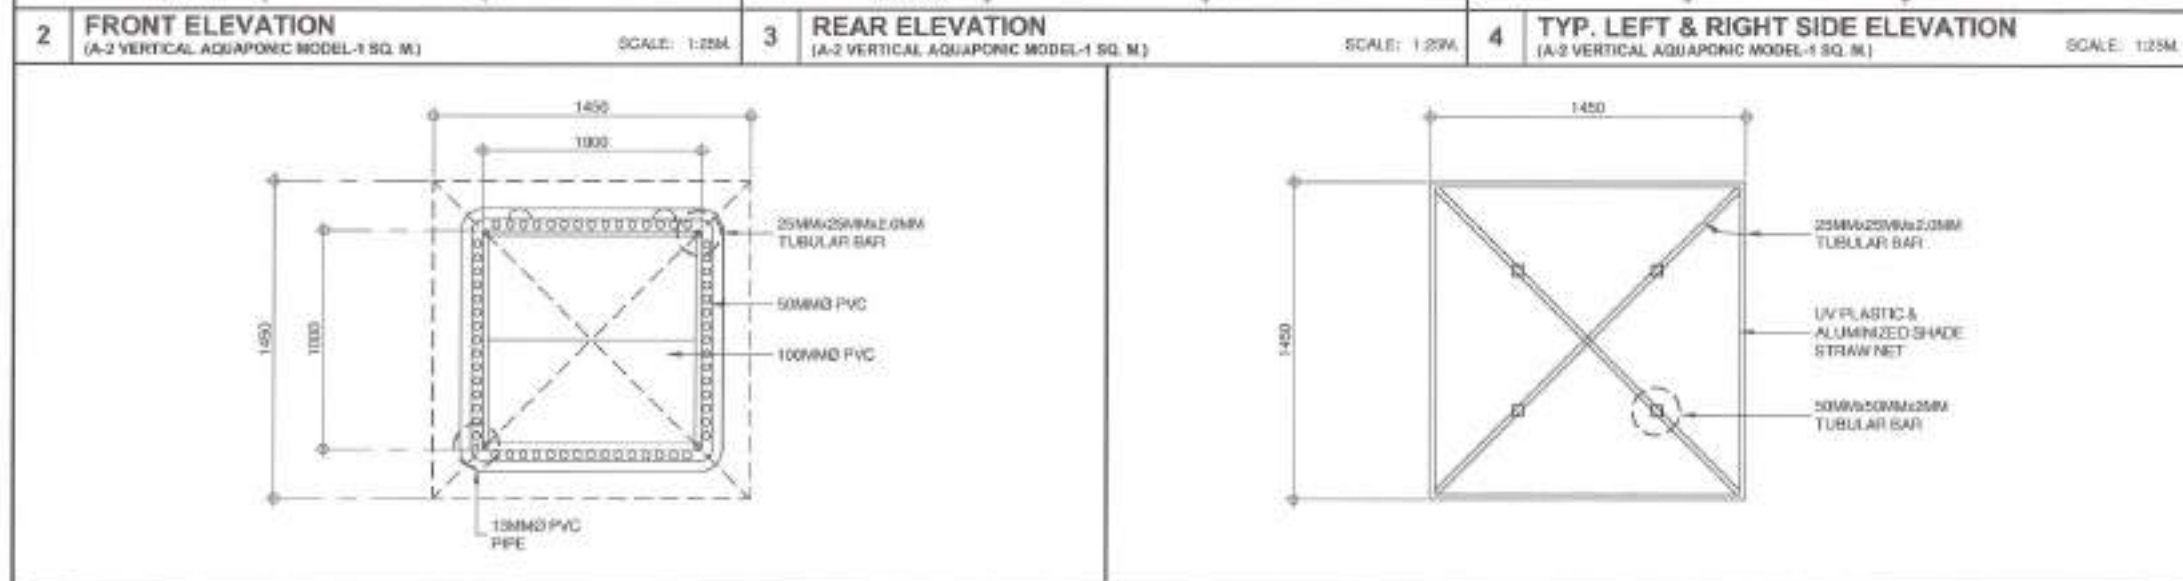 2
FRONT ELEVATION
(A-2 VERTICAL AQUAPONIC MODEL-1 SQ. M.)
SCALE: 1:25M.
3
REAR ELEVATION
(A-2 VERTICAL AQUAPONIC MODEL-1 SQ. M.)
SCALE: 1:25M.
4
TYP. LEFT & RIGHT SIDE ELEVATION
(A-2 VERTICAL AQUAPONIC MODEL-1 SQ. M.)
SCALE: 1:25M.
1450
1000
1450
1000
25MMx25MMx2.0MM
TUBULAR BAR
50MMØ PVC
100MMØ PVC
13MMØ PVC
PIPE
1450
1450
25MMx25MMx2.0MM
TUBULAR BAR
UV PLASTIC &
ALUMINIZED SHADE
STRAW NET
50MMx50MMx2MM
TUBULAR BAR